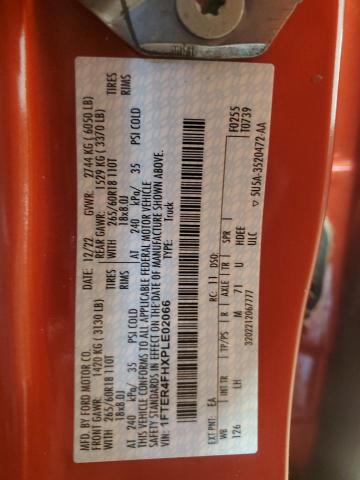 MFD. BY FORD MOTOR CO.
12/22 GVWR: 2744 KG ( 6050 LB)
FRONT GAWR: 1420 KG ( 3130 LB)
REAR GAWR: 1529 KG ( 3370 LB)
WITH 265/60R18 110T TIRES
WITH 265/60R18 110T TIRES
18x8.0J RIMS
18x8.0J RIMS
AT 240 kPa/ 35 PSI COLD
AT 240 kPa/ 35 PSI COLD
THIS VEHICLE CONFORMS TO ALL APPLICABLE FEDERAL MOTOR VEHICLE
SAFETY STANDARDS IN EFFECT ON THE DATE OF MANUFACTURE SHOWN ABOVE.
VIN: 1FTER4FHXPLE02066
TYPE: Truck
F0255
T0739
EXT PNT: EA RC: 11 DSO:
WB INT TR TP/PS R AXLE TR SPR
126 LH M 7I U HDEE
ULC
3202212067777
5U5A-3520472-AA